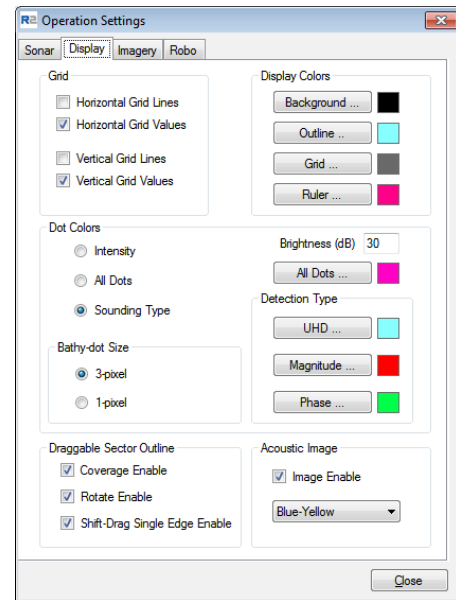 R2 Operation Settings
Sonar Display Imagery Robo
Grid
Horizontal Grid Lines
Horizontal Grid Values
Vertical Grid Lines
Vertical Grid Values
Display Colors
Background ...
Outline ..
Grid ...
Ruler ...
Dot Colors
Intensity
All Dots
Sounding Type
Brightness (dB) 30
All Dots ...
Bathy-dot Size
3-pixel
1-pixel
Detection Type
UHD ...
Magnitude ...
Phase ...
Draggable Sector Outline
Coverage Enable
Rotate Enable
Shift-Drag Single Edge Enable
Acoustic Image
Image Enable
Blue-Yellow
Close